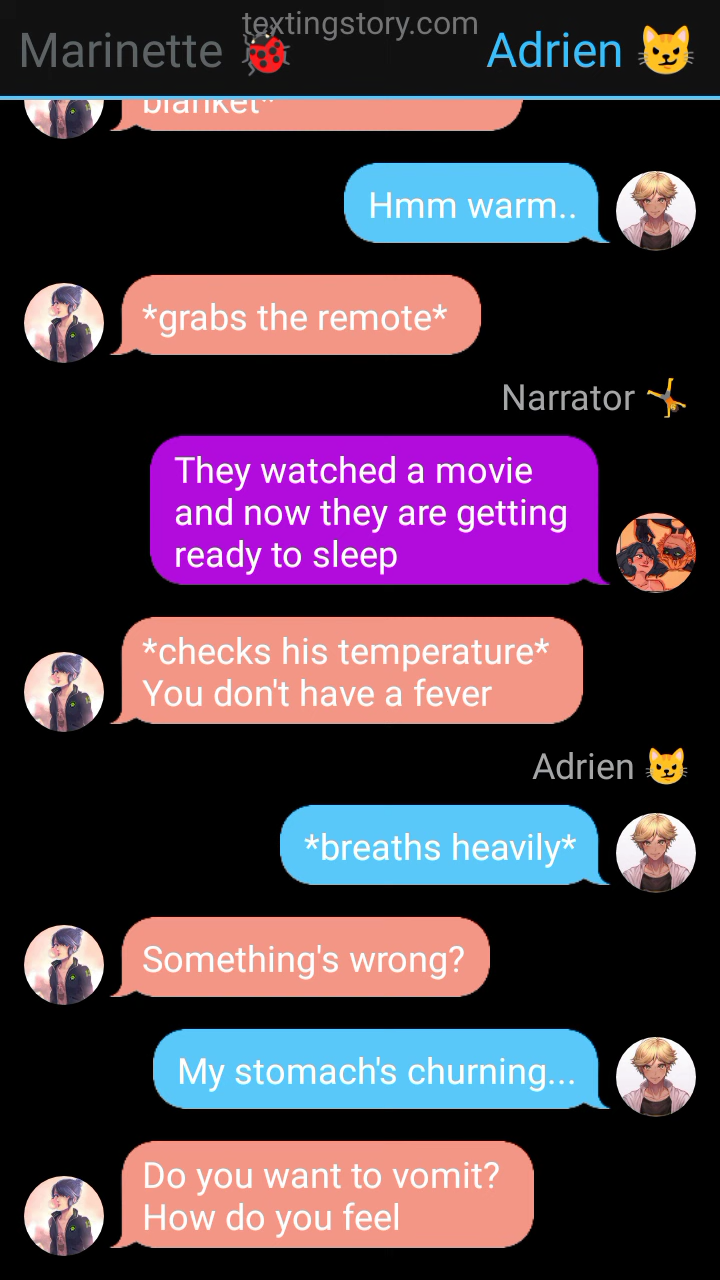 textingstory.com
Marinette 🐞
Adrien 😼
blanket*
Hmm warm..
*grabs the remote*
Narrator 🤸
They watched a movie
and now they are getting
ready to sleep
*checks his temperature*
You don't have a fever
Adrien 😼
*breaths heavily*
Something's wrong?
My stomach's churning...
Do you want to vomit?
How do you feel